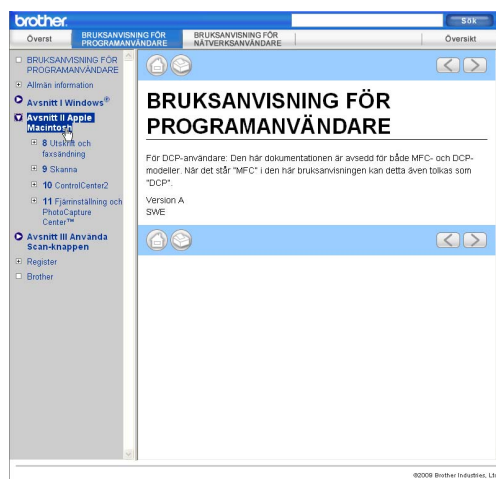 brother
Sök
Överst
BRUKSANVISNING FÖR
PROGRAMANVÄNDARE
BRUKSANVISNING FÖR
NÄTVERKSANVÄNDARE
Översikt
BRUKSANVISNING FÖR
PROGRAMANVÄNDARE
Allmän information
Avsnitt I Windows®
Avsnitt II Apple
Macintosh
8 Utskrift och
faxsändning
9 Skanna
10 ControlCenter2
11 Fjärrinställning och
PhotoCapture
Center™
Avsnitt III Använda
Scan-knappen
Register
Brother
BRUKSANVISNING FÖR
PROGRAMANVÄNDARE
För DCP-användare: Den här dokumentationen är avsedd för både MFC- och DCP-
modeller. När det står "MFC" i den här bruksanvisningen kan detta även tolkas som
"DCP".
Version A
SWE
©2009 Brother Industries, Ltd